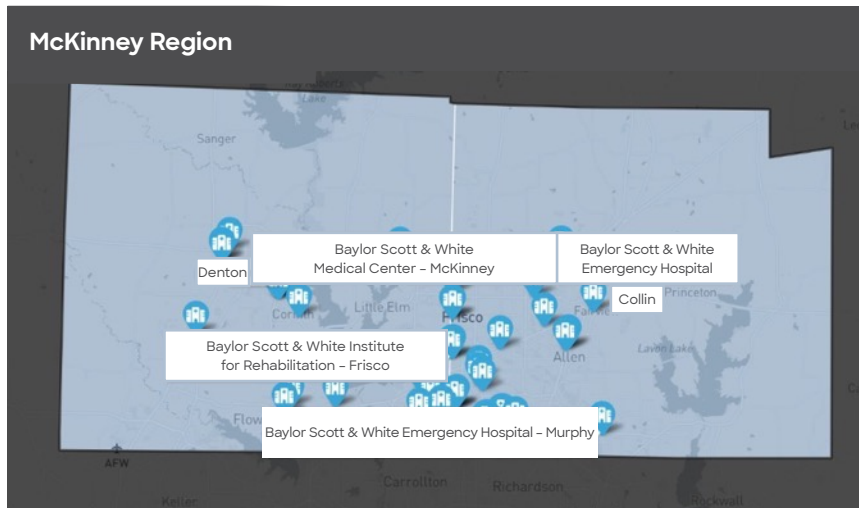 McKinney Region
Lake
Sanger
Baylor Scott & White
Medical Center – McKinney
Baylor Scott & White
Emergency Hospital
Denton
Collin
Princeton
Little Elm
Frisco
Baylor Scott & White Institute
for Rehabilitation – Frisco
Allen
Lavon Lake
Baylor Scott & White Emergency Hospital – Murphy
AFW
Carrollton
Richardson
Keller
Rockwall